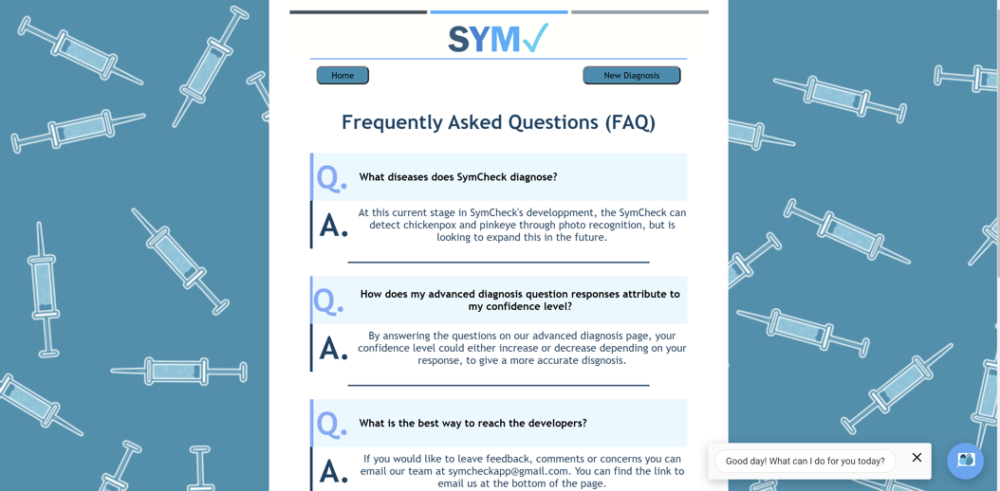 SYM✓
Home
New Diagnosis
Frequently Asked Questions (FAQ)
Q.
What diseases does SymCheck diagnose?
A.
At this current stage in SymCheck's developpment, the SymCheck can
detect chickenpox and pinkeye through photo recognition, but is
looking to expand this in the future.
Q.
How does my advanced diagnosis question responses attribute to
my confidence level?
A.
By answering the questions on our advanced diagnosis page, your
confidence level could either increase or decrease depending on your
response, to give a more accurate disgnosis.
Q.
What is the best way to reach the developers?
A.
If you would like to leave feedback, comments or concerns you can
email our team at symcheckapp@gmail.com. You can find the link to
email us at the bottom of the page.
Good day! What can I do for you today?